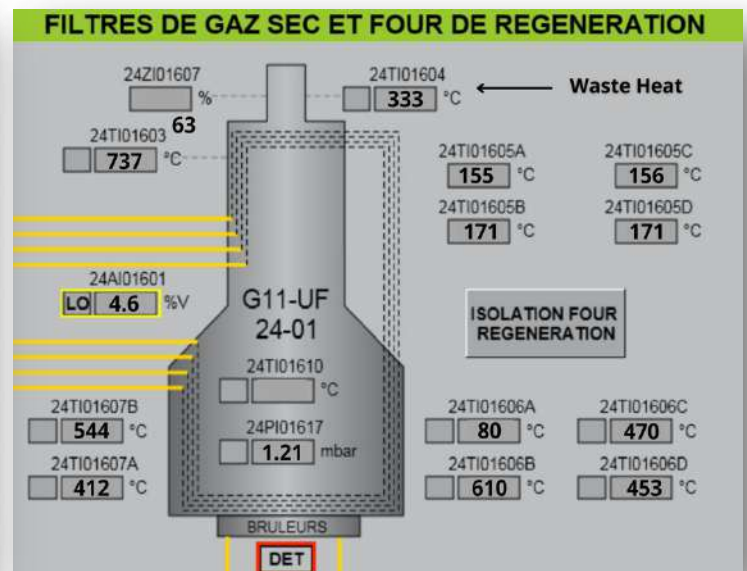 FILTRES DE GAZ SEC ET FOUR DE REGENERATION
24ZI01607
%
63
24TI01604
333 °C
Waste Heat
24TI01603
737 °C
24TI01605A
155 °C
24TI01605C
156 °C
24TI01605B
171 °C
24TI01605D
171 °C
24AI01601
LO 4.6 %V
G11-UF
24-01
ISOLATION FOUR
REGENERATION
24TI01610
°C
24PI01617
1.21 mbar
24TI01607B
544 °C
24TI01607A
412 °C
24TI01606A
80 °C
24TI01606C
470 °C
24TI01606B
610 °C
24TI01606D
453 °C
BRULEURS
DET